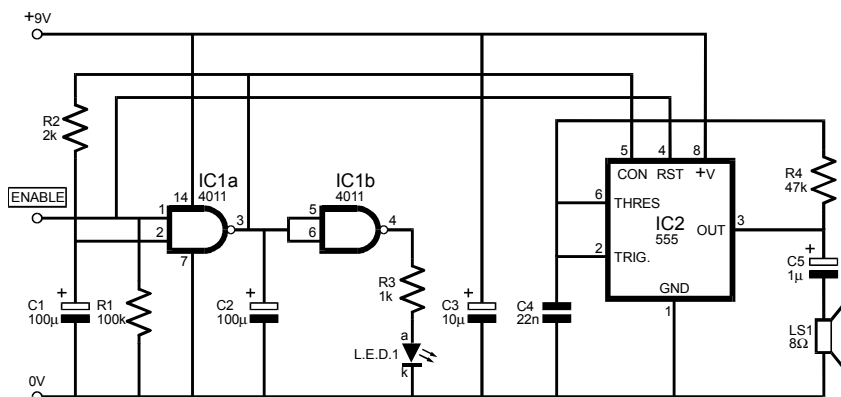 +9V
R2
2k
ENABLE
IC1a
4011
14
1
2
3
7
IC1b
4011
5
6
4
5
4
8
CON
RST
+V
6
THRES
IC2
555
OUT
3
2
TRIG.
GND
1
R4
47k
+
C5
1µ
R3
1k
+
C1
100µ
R1
100k
+
C2
100µ
a
L.E.D.1
k
+
C3
10µ
C4
22n
LS1
8Ω
0V